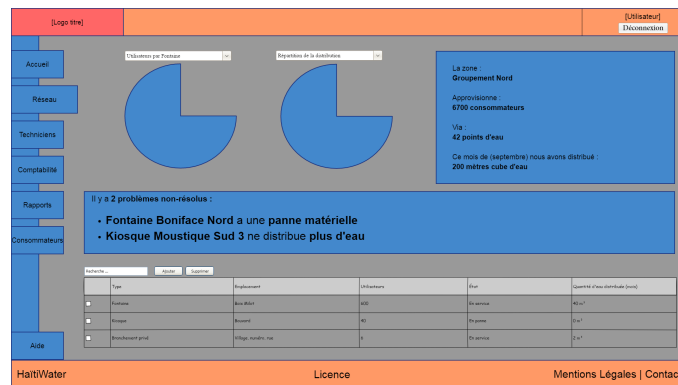 [Logo titre]
[Utilisateur]
Déconnexion
Accueil
Réseau
Techniciens
Comptabilité
Rapports
Consommateurs
Aide
Utilisateurs par Fontaine
Répartition de la distribution
La zone :
Groupement Nord
Approvisionne :
6700 consommateurs
Via :
42 points d'eau
Ce mois de (septembre) nous avons distribué :
200 mètres cube d'eau
Il y a 2 problèmes non-résolus :
• Fontaine Boniface Nord a une panne matérielle
• Kiosque Moustique Sud 3 ne distribue plus d'eau
Recherche ... Ajouter Supprimer
Type Emplacement Utilisateurs État Quantité d'eau distribuée (mois)
Fontaine 600 En service 40 m³
Kiosque 40 En panne 0 m³
Branchement privé Village, numéro, rue 6 En service 2 m³
HaïtiWater Licence Mentions Légales | Contac